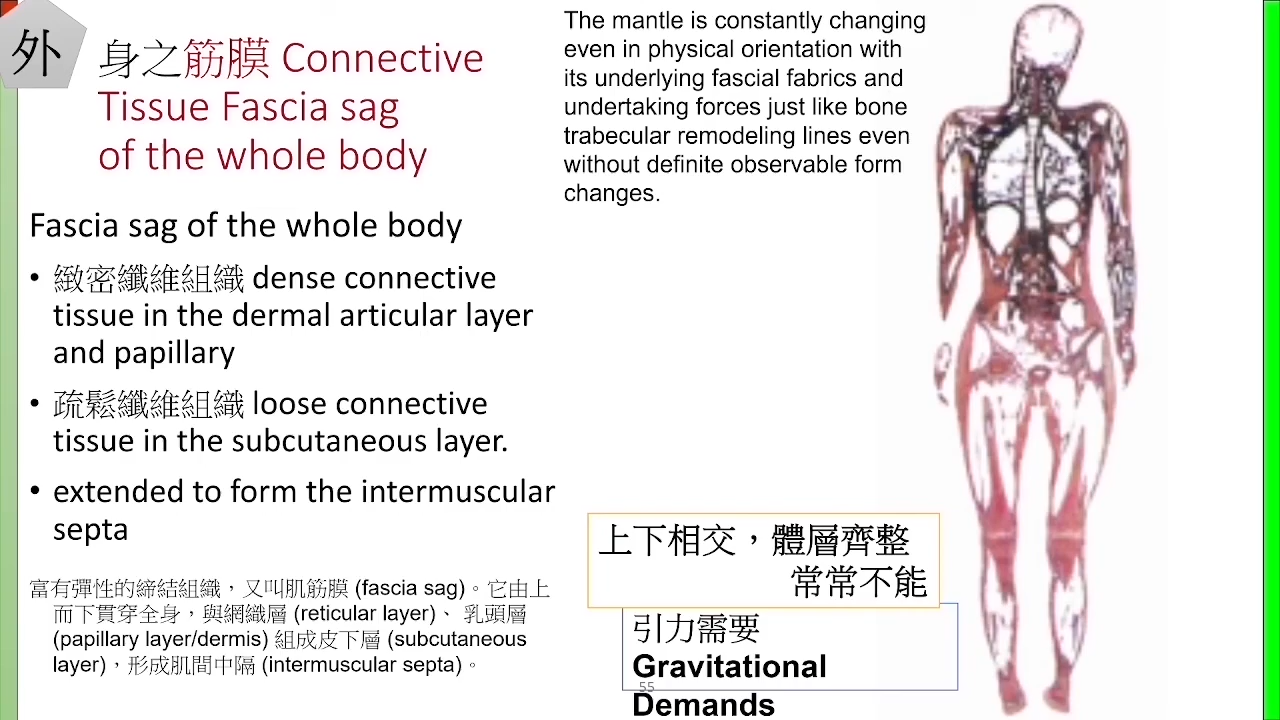 外
身之筋膜 Connective
Tissue Fascia sag
of the whole body
Fascia sag of the whole body
• 緻密纖維組織 dense connective
tissue in the dermal articular layer
and papillary
• 疏鬆纖維組織 loose connective
tissue in the subcutaneous layer.
• extended to form the intermuscular
septa
富有彈性的締結組織，又叫肌筋膜 (fascia sag)。它由上
而下貫穿全身，與網織層 (reticular layer)、 乳頭層
(papillary layer/dermis) 組成皮下層 (subcutaneous
layer)，形成肌間中隔 (intermuscular septa)。
The mantle is constantly changing
even in physical orientation with
its underlying fascial fabrics and
undertaking forces just like bone
trabecular remodeling lines even
without definite observable form
changes.
上下相交，體層齊整
常常不能
引力需要
Gravitational
55
Demands